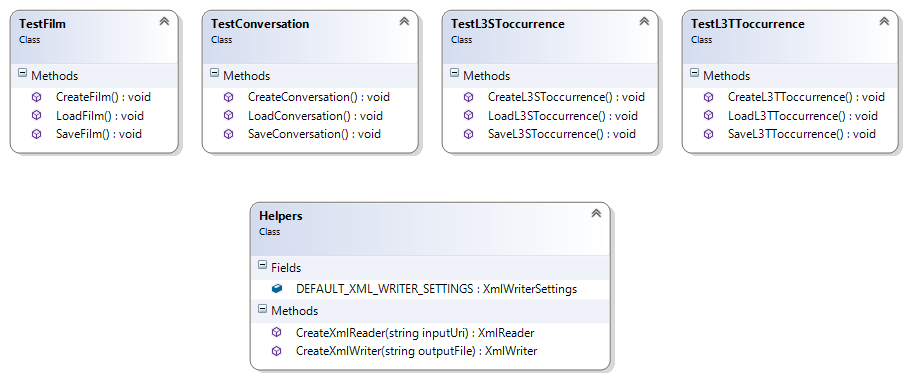 TestFilm
Class
Methods
CreateFilm() : void
LoadFilm() : void
SaveFilm() : void
TestConversation
Class
Methods
CreateConversation() : void
LoadConversation() : void
SaveConversation() : void
TestL3SToccurrence
Class
Methods
CreateL3SToccurrence() : void
LoadL3SToccurrence() : void
SaveL3SToccurrence() : void
TestL3TToccurrence
Class
Methods
CreateL3TToccurrence() : void
LoadL3TToccurrence() : void
SaveL3TToccurrence() : void
Helpers
Class
Fields
DEFAULT_XML_WRITER_SETTINGS : XmlWriterSettings
Methods
CreateXmlReader(string inputUri) : XmlReader
CreateXmlWriter(string outputFile) : XmlWriter